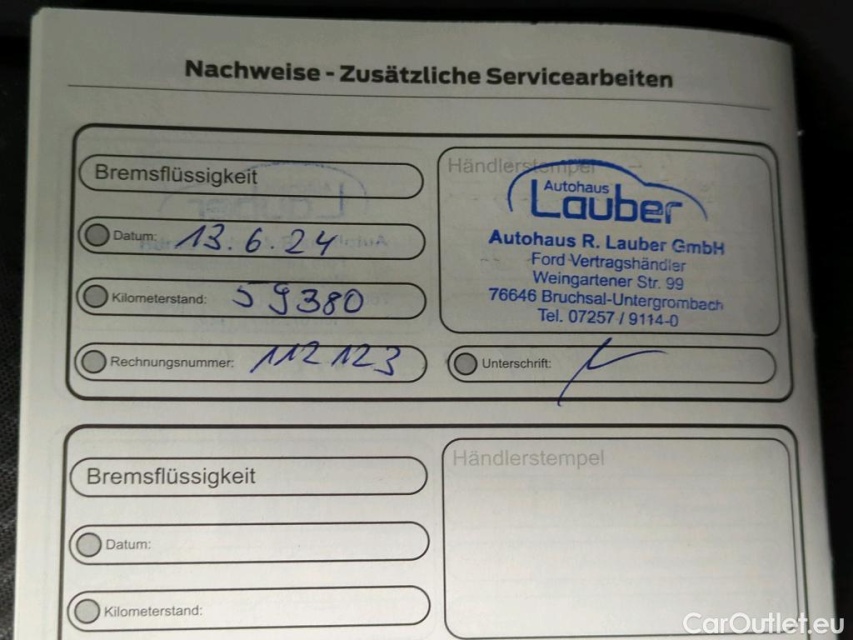 Nachweise - Zusätzliche Servicearbeiten
Bremsflüssigkeit
Datum: 13.6.24
Kilometerstand: 59380
Rechnungsnummer: 112123
Händlerstempel
Autohaus
Lauber
Autohaus R. Lauber GmbH
Ford-Vertragshändler
Weingartener Str. 99
76646 Bruchsal-Untergrombach
Tel. 07257 / 9114-0
Unterschrift:
Bremsflüssigkeit
Händlerstempel
Datum:
Kilometerstand:
CarOutlet.eu